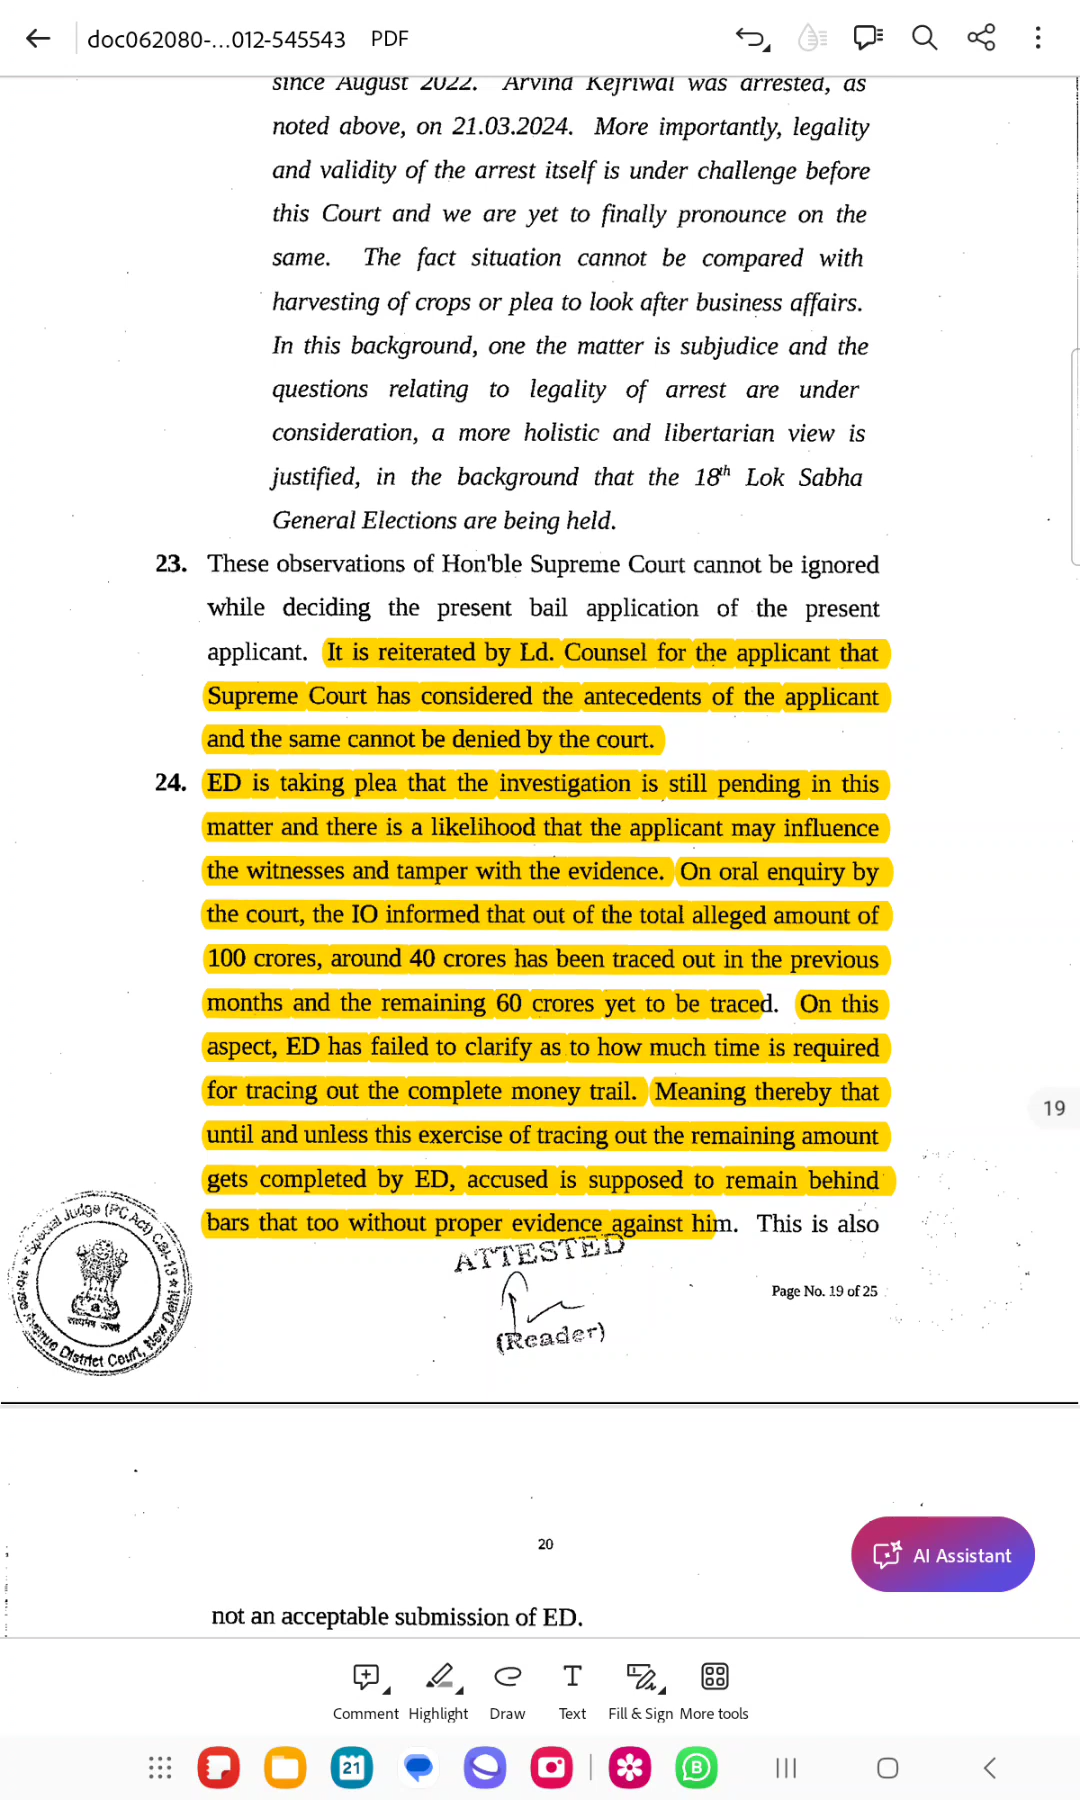 doc062080-...012-545543 PDF
since August 2022. Arvind Kejriwal was arrested, as
noted above, on 21.03.2024. More importantly, legality
and validity of the arrest itself is under challenge before
this Court and we are yet to finally pronounce on the
same. The fact situation cannot be compared with
harvesting of crops or plea to look after business affairs.
In this background, one the matter is subjudice and the
questions relating to legality of arrest are under
consideration, a more holistic and libertarian view is
justified, in the background that the 18th Lok Sabha
General Elections are being held.
23. These observations of Hon'ble Supreme Court cannot be ignored
while deciding the present bail application of the present
applicant. It is reiterated by Ld. Counsel for the applicant that
Supreme Court has considered the antecedents of the applicant
and the same cannot be denied by the court.
24. ED is taking plea that the investigation is still pending in this
matter and there is a likelihood that the applicant may influence
the witnesses and tamper with the evidence. On oral enquiry by
the court, the IO informed that out of the total alleged amount of
100 crores, around 40 crores has been traced out in the previous
months and the remaining 60 crores yet to be traced. On this
aspect, ED has failed to clarify as to how much time is required
for tracing out the complete money trail. Meaning thereby that
19
until and unless this exercise of tracing out the remaining amount
gets completed by ED, accused is supposed to remain behind
bars that too without proper evidence against him. This is also
Special Judge (PC Act) CBI-13
Avenue District Court, New Delhi
सत्यमेव जयते
ATTESTED
(Reader)
Page No. 19 of 25
20
AI Assistant
not an acceptable submission of ED.
Comment Highlight Draw Text Fill & Sign More tools
21
B